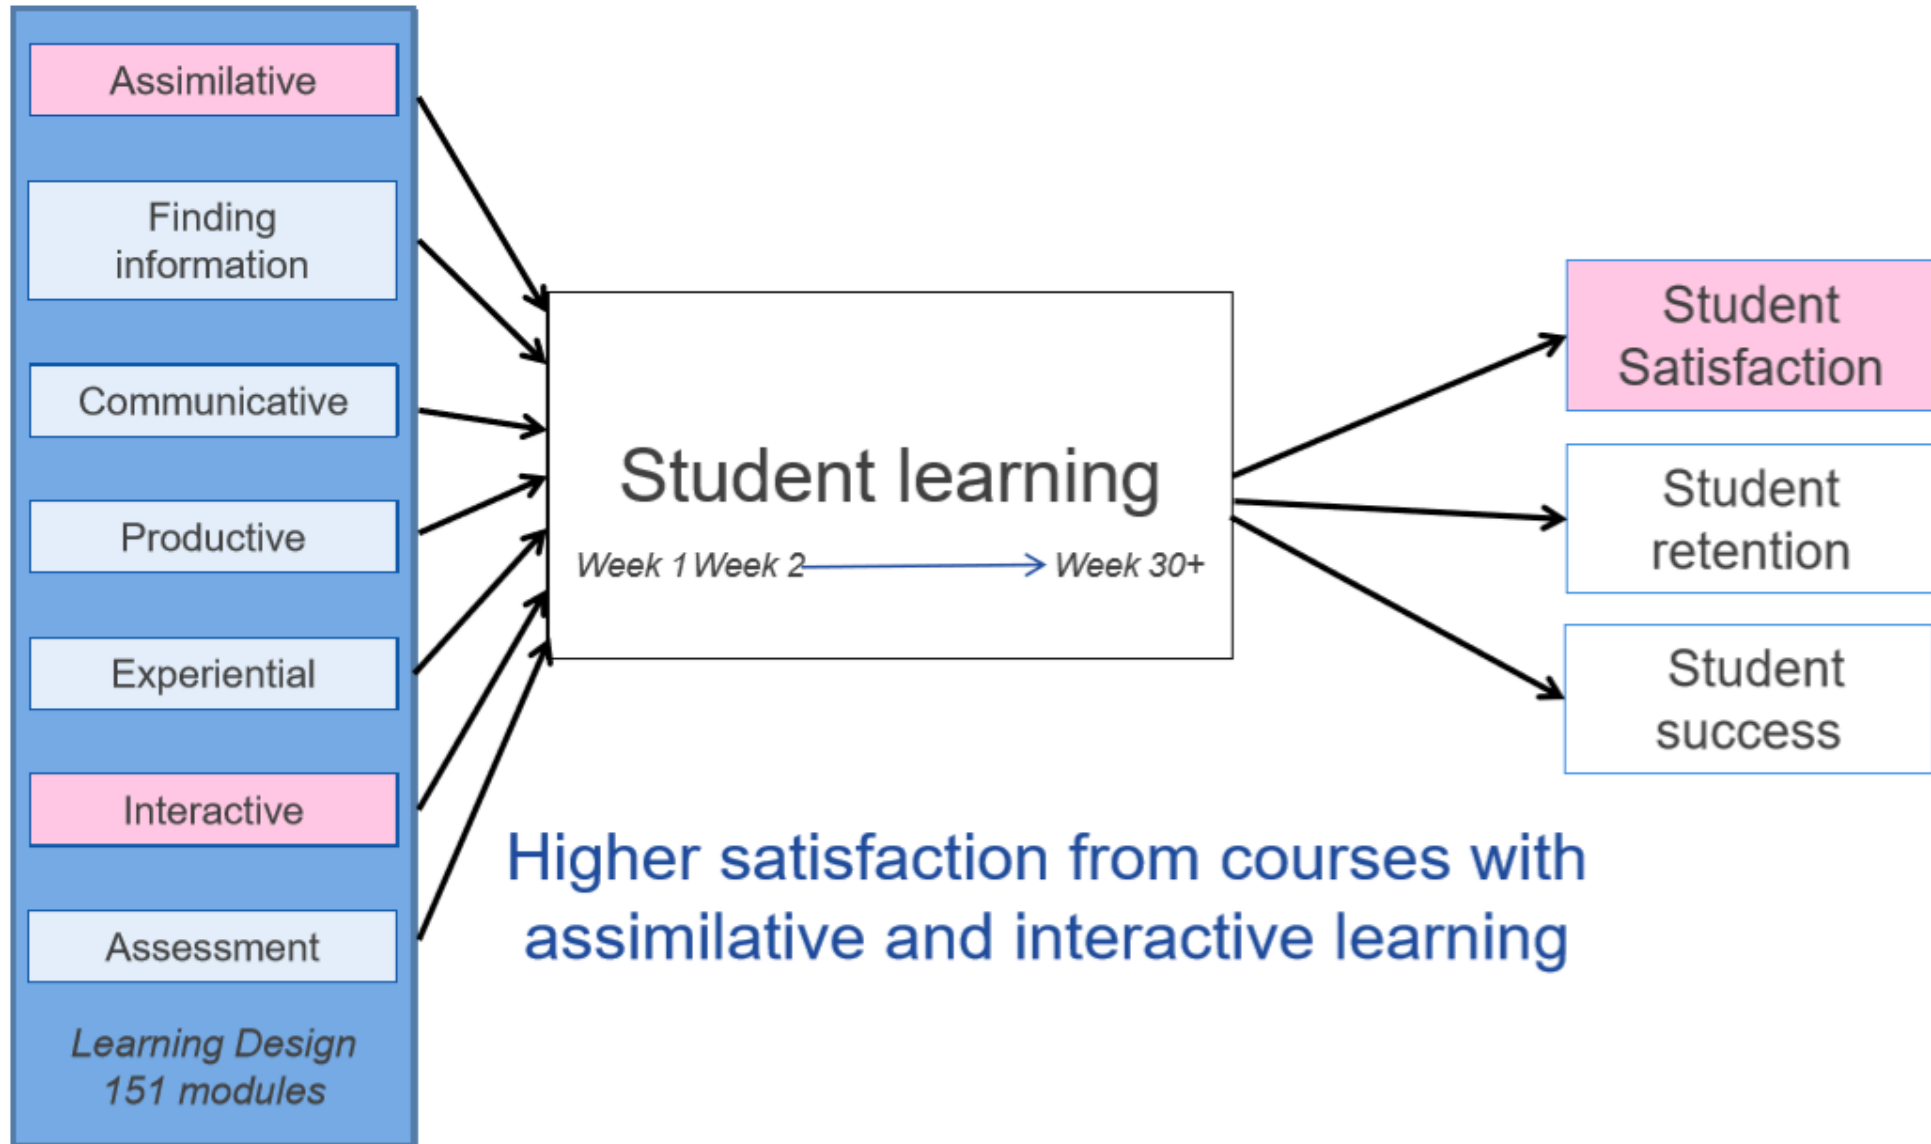 Assimilative
Finding
information
Communicative
Productive
Experiential
Interactive
Assessment
Learning Design
151 modules
Student learning
Week 1 Week 2 Week 30+
Higher satisfaction from courses with
assimilative and interactive learning
Student
Satisfaction
Student
retention
Student
success